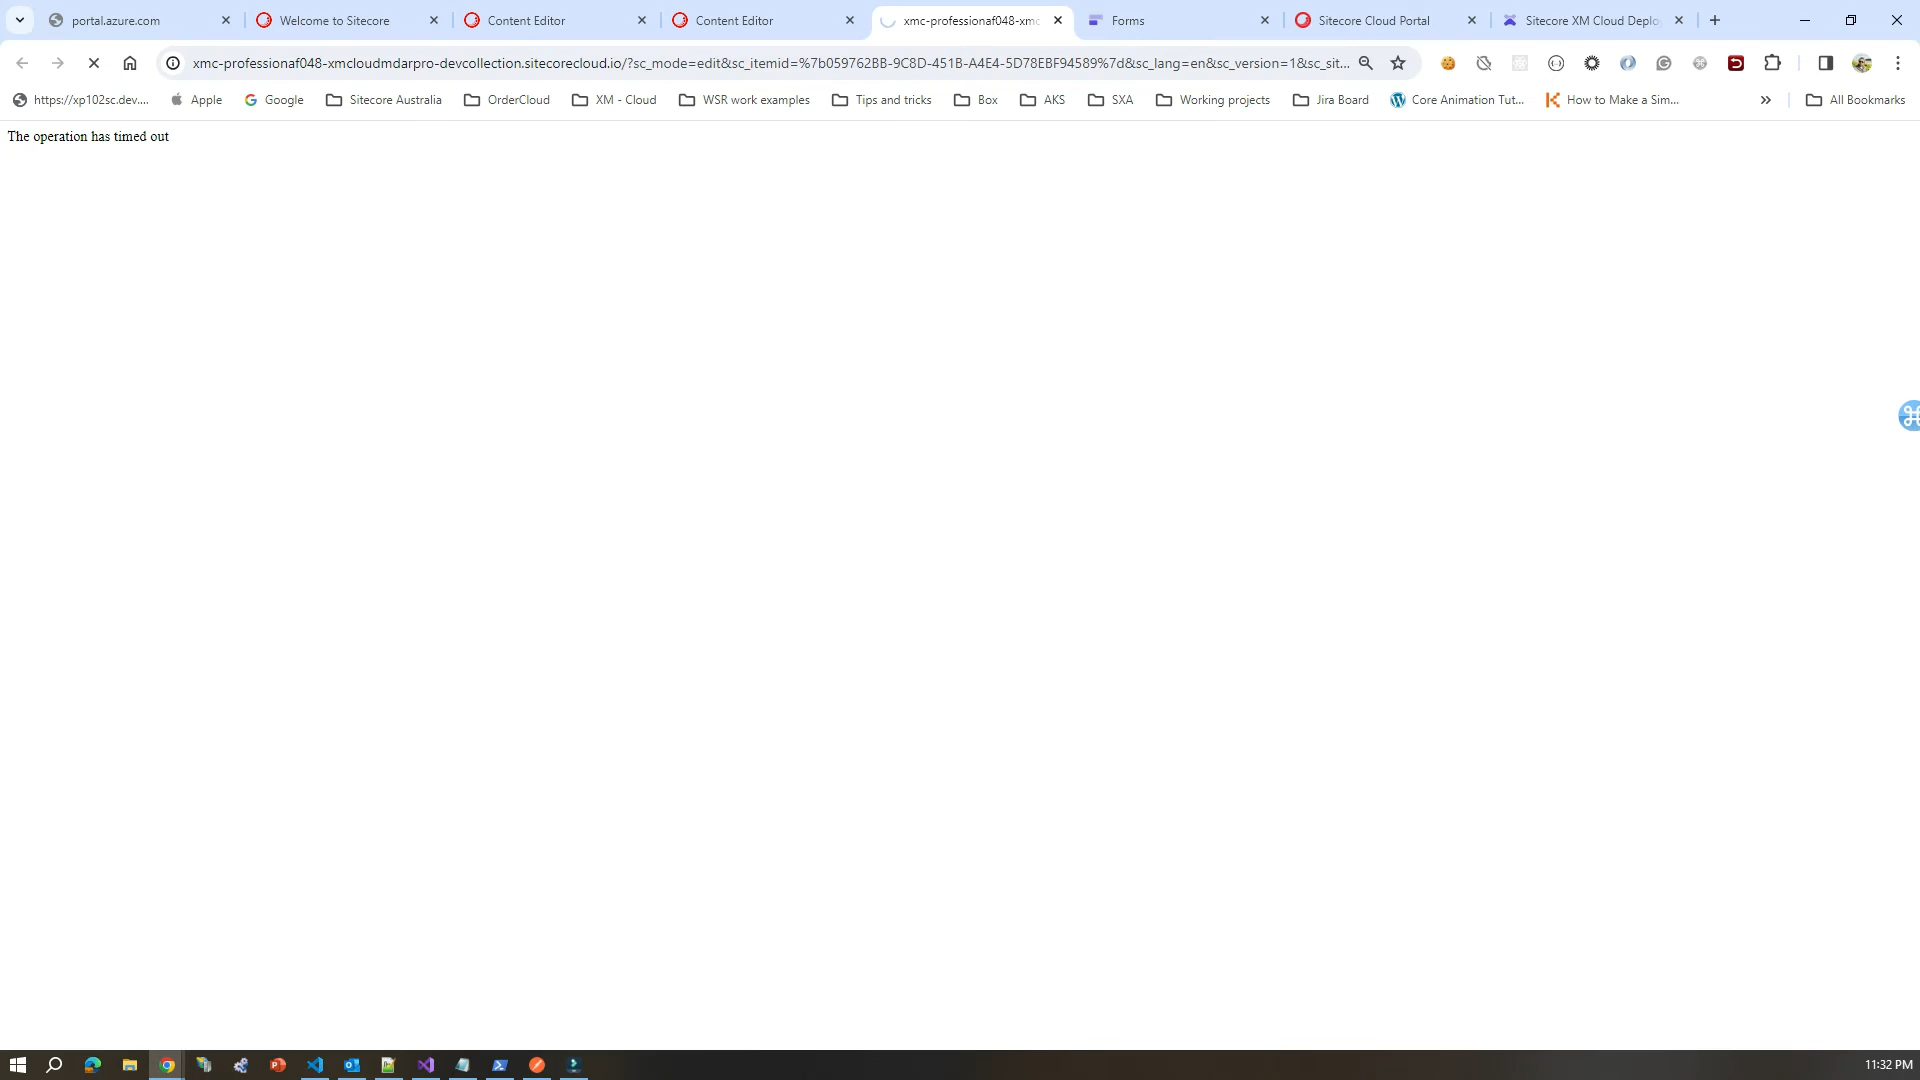 portal.azure.com
Welcome to Sitecore
Content Editor
Content Editor
xmc-professionaf048-xmc
Forms
Sitecore Cloud Portal
Sitecore XM Cloud Deplo
xmc-professionaf048-xmcloudmdarpro-devcollection.sitecorecloud.io/?sc_mode=edit&sc_itemid=%7b059762BB-9C8D-451B-A4E4-5D78EBF94589%7d&sc_lang=en&sc_version=1&sc_sit...
https://xp102sc.dev....
Apple
Google
Sitecore Australia
OrderCloud
XM - Cloud
WSR work examples
Tips and tricks
Box
AKS
SXA
Working projects
Jira Board
Core Animation Tut...
How to Make a Sim...
All Bookmarks
The operation has timed out
11:32 PM